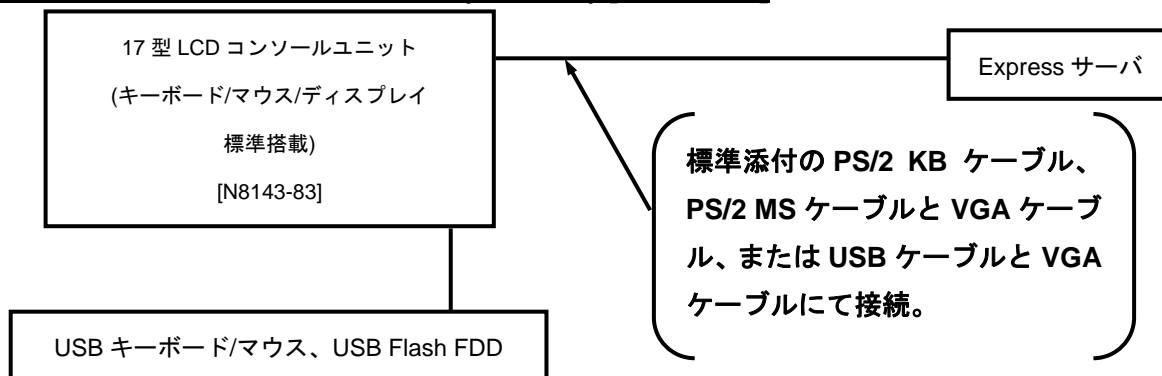 17 型 LCD コンソールユニット
(キーボード/マウス/ディスプレイ
標準搭載)
[N8143-83]
Express サーバ
標準添付の PS/2 KB ケーブル、
PS/2 MS ケーブルと VGA ケーブ
ル、または USB ケーブルと VGA
ケーブルにて接続。
USB キーボード/マウス、USB Flash FDD